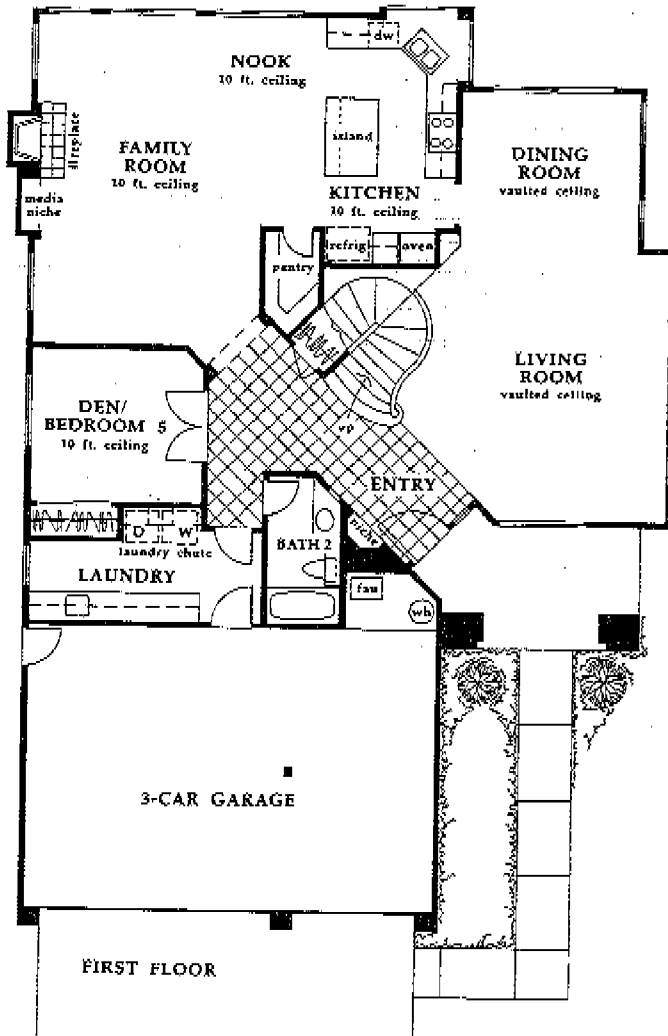 NOOK
10 ft. ceiling
dw
island
fireplace
FAMILY
ROOM
10 ft. ceiling
media
niche
KITCHEN
10 ft. ceiling
DINING
ROOM
vaulted ceiling
refrig
oven
pantry
LIVING
ROOM
vaulted ceiling
up
DEN/
BEDROOM 5
10 ft. ceiling
ENTRY
niche
D
W
laundry chute
BATH 2
LAUNDRY
fau
wh
3-CAR GARAGE
FIRST FLOOR